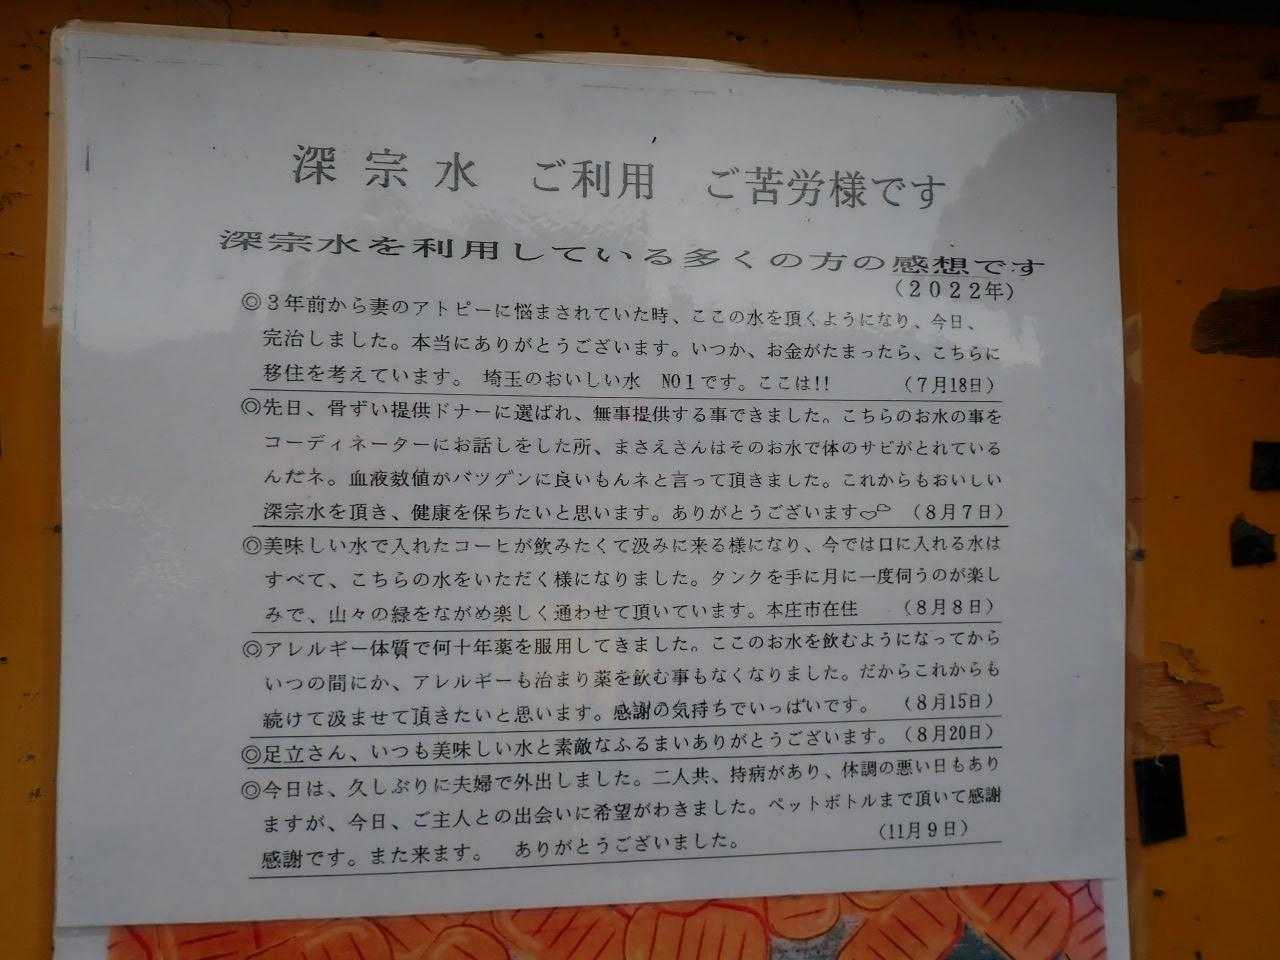 深宗水　ご利用　ご苦労様です
深宗水を利用している多くの方の感想です
（２０２２年）
◎３年前から妻のアトピーに悩まされていた時、ここの水を頂くようになり、今日、
完治しました。本当にありがとうございます。いつか、お金がたまったら、こちらに
移住を考えています。　埼玉のおいしい水　NO１です。ここは!!　（７月18日）
◎先日、骨ずい提供ドナーに選ばれ、無事提供する事できました。こちらのお水の事を
コーディネーターにお話しをした所、まさえさんはそのお水で体のサビがとれている
んだネ。血液数値がバツグンに良いもんネと言って頂きました。これからもおいしい
深宗水を頂き、健康を保ちたいと思います。ありがとうございます　（８月７日）
◎美味しい水で入れたコーヒが飲みたくて汲みに来る様になり、今では口に入れる水は
すべて、こちらの水をいただく様になりました。タンクを手に月に一度伺うのが楽し
みで、山々の緑をながめ楽しく通わせて頂いています。本庄市在住　（８月８日）
◎アレルギー体質で何十年薬を服用してきました。ここのお水を飲むようになってから
いつの間にか、アレルギーも治まり薬を飲む事もなくなりました。だからこれからも
続けて汲ませて頂きたいと思います。感謝の気持ちでいっぱいです。　（８月15日）
◎足立さん、いつも美味しい水と素敵なふるまいありがとうございます。（８月20日）
◎今日は、久しぶりに夫婦で外出しました。二人共、持病があり、体調の悪い日もあり
ますが、今日、ご主人との出会いに希望がわきました。ペットボトルまで頂いて感謝
感謝です。また来ます。　ありがとうございました。　（11月９日）